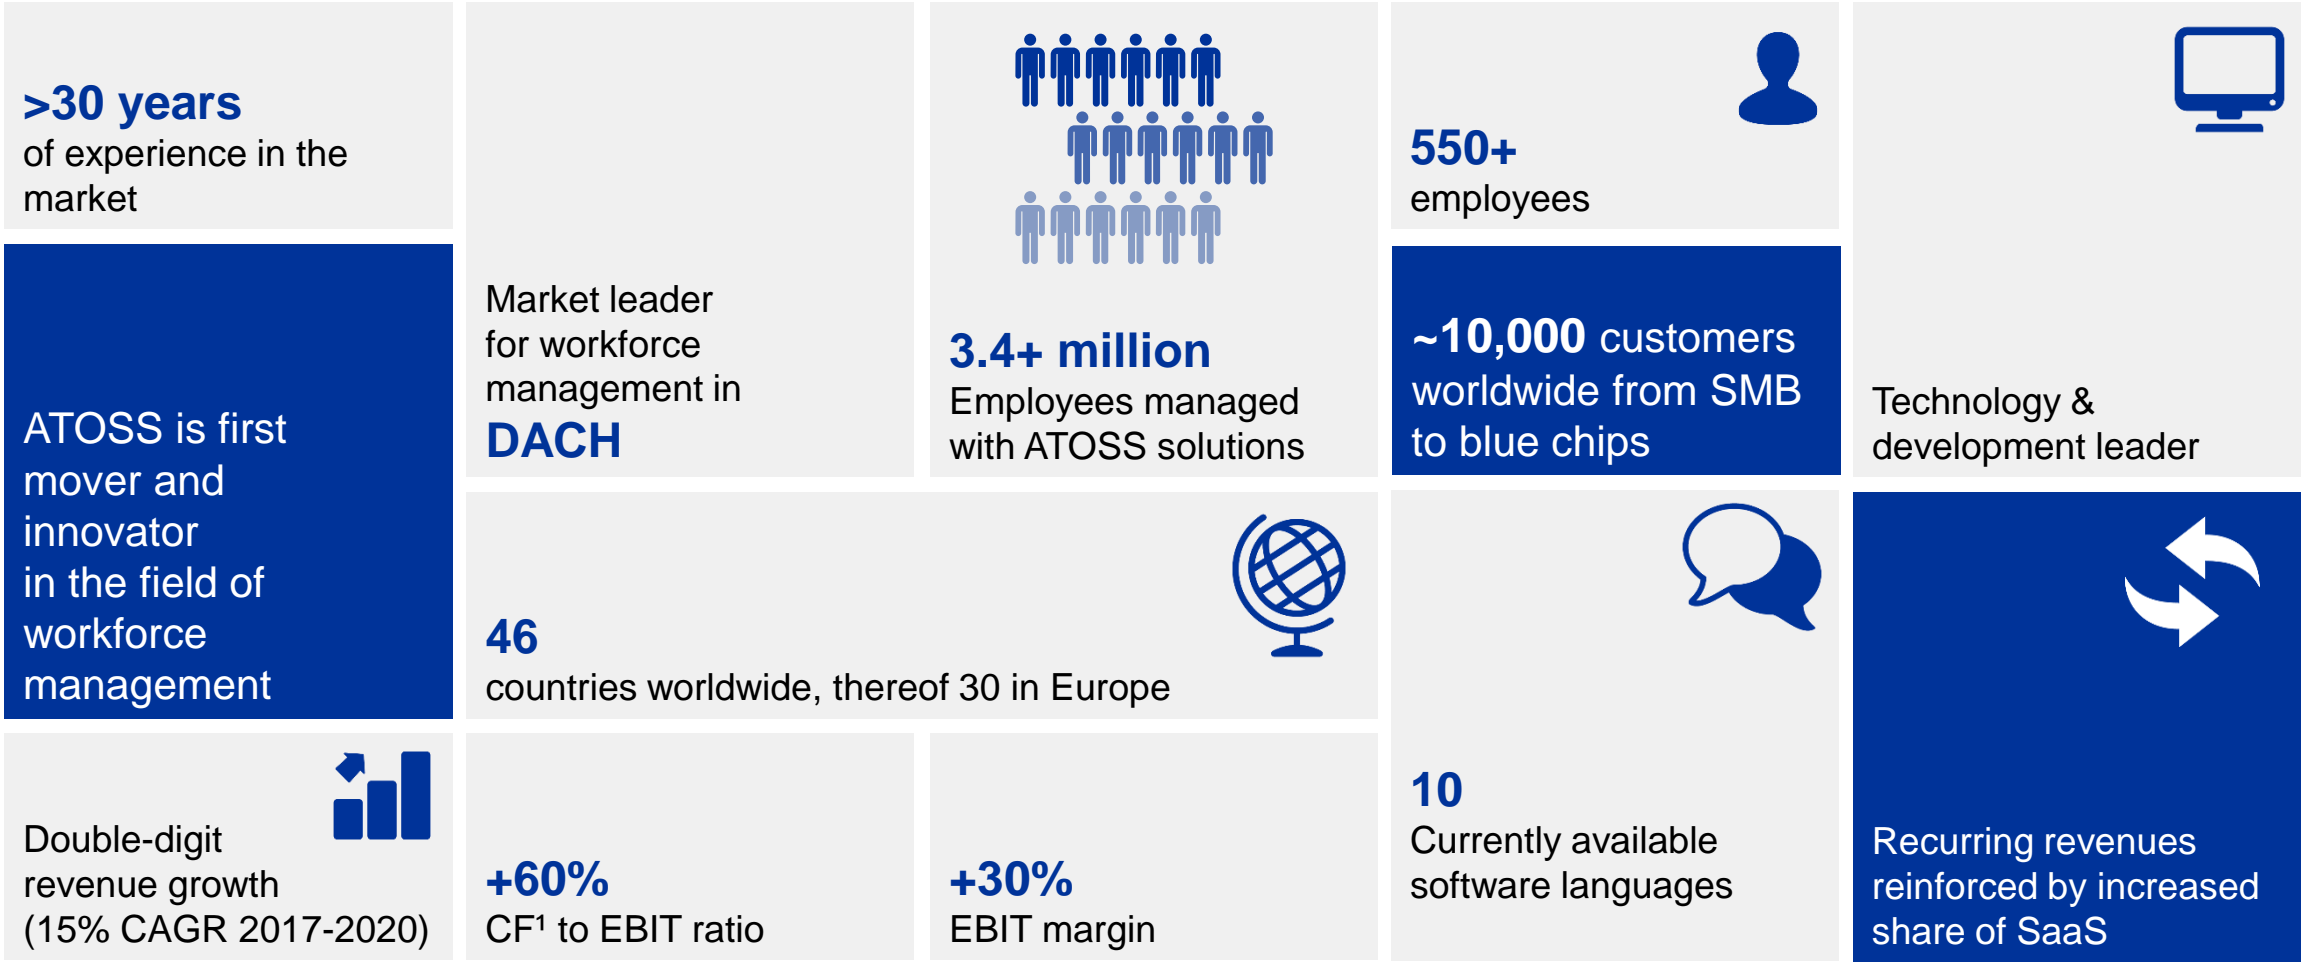 >30 years
of experience in the
market
ATOSS is first
mover and
innovator
in the field of
workforce
management
Double-digit
revenue growth
(15% CAGR 2017-2020)
Market leader
for workforce
management in
DACH
3.4+ million
Employees managed
with ATOSS solutions
46
countries worldwide, thereof 30 in Europe
+60%
CF¹ to EBIT ratio
+30%
EBIT margin
550+
employees
~10,000 customers
worldwide from SMB
to blue chips
10
Currently available
software languages
Technology &
development leader
Recurring revenues
reinforced by increased
share of SaaS